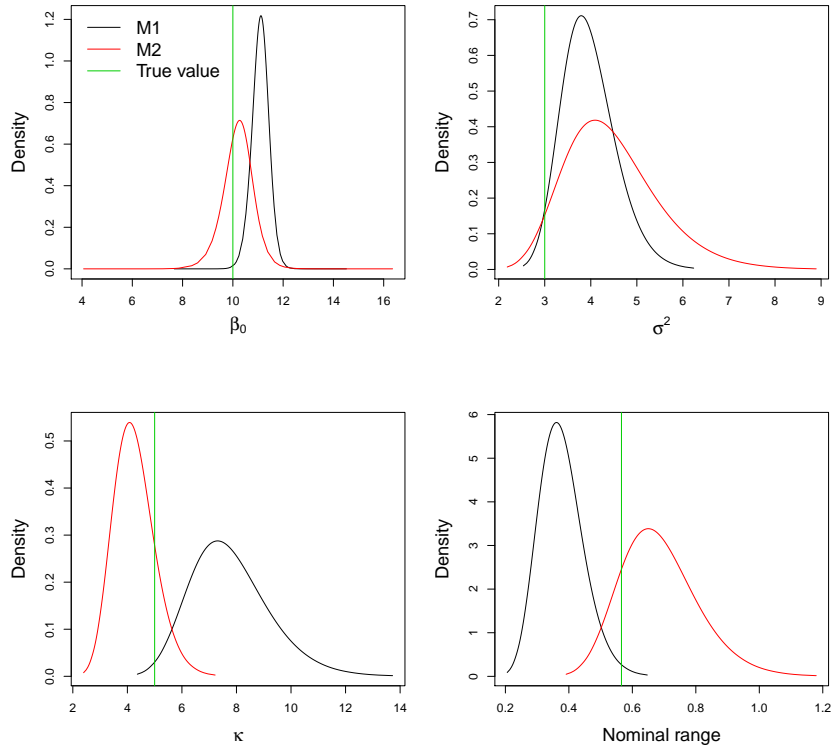 M1
M2
True value
Density
0.0 0.2 0.4 0.6 0.8 1.0 1.2
4 6 8 10 12 14 16
β₀
Density
0.0 0.1 0.2 0.3 0.4 0.5 0.6 0.7
2 3 4 5 6 7 8 9
σ²
Density
0.0 0.1 0.2 0.3 0.4 0.5
2 4 6 8 10 12 14
κ
Density
0 1 2 3 4 5 6
0.2 0.4 0.6 0.8 1.0 1.2
Nominal range